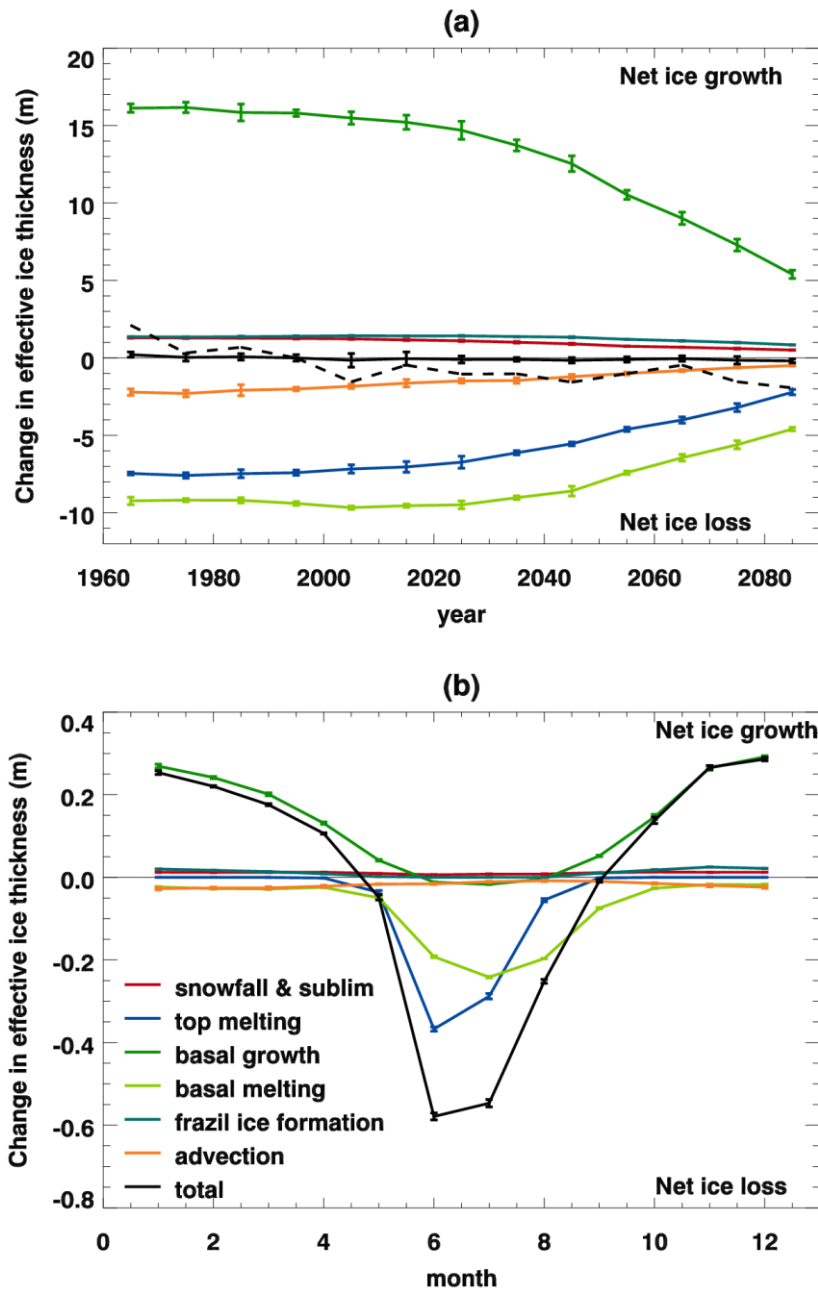 (a)
20
15
10
5
0
-5
-10
Change in effective ice thickness (m)
Net ice growth
Net ice loss
1960 1980 2000 2020 2040 2060 2080
year
(b)
0.4
0.2
0.0
-0.2
-0.4
-0.6
-0.8
Change in effective ice thickness (m)
Net ice growth
snowfall & sublim
top melting
basal growth
basal melting
frazil ice formation
advection
total
Net ice loss
0 2 4 6 8 10 12
month